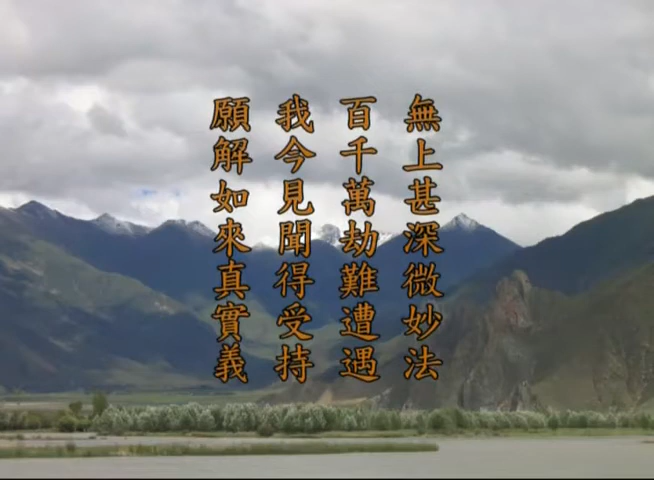 無上甚深微妙法
百千萬劫難遭遇
我今見聞得受持
願解如來真實義